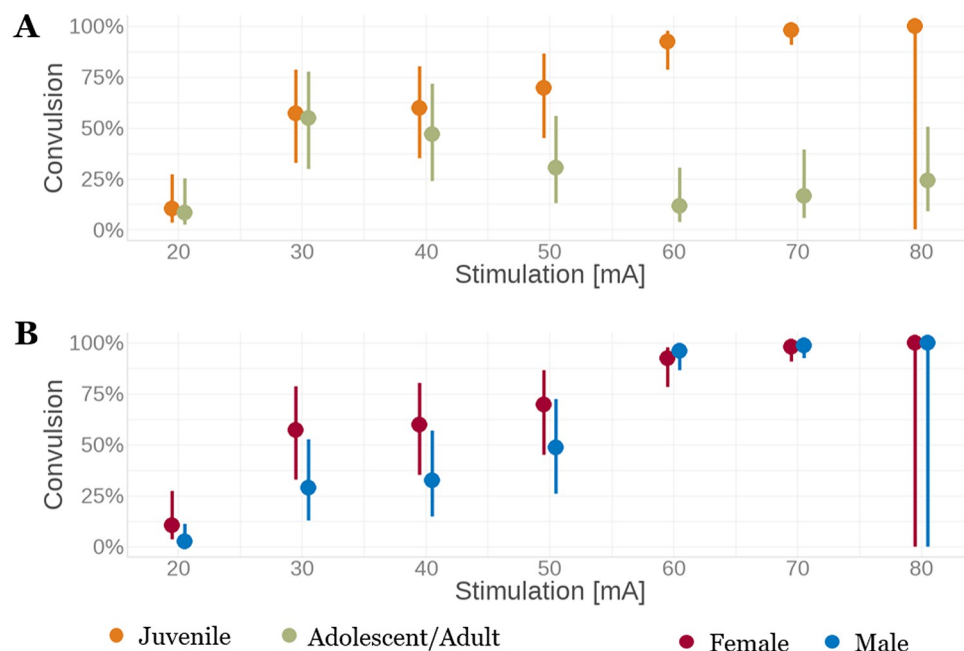 A
Convulsion
100%
75%
50%
25%
0%
20 30 40 50 60 70 80
Stimulation [mA]
B
Convulsion
100%
75%
50%
25%
0%
20 30 40 50 60 70 80
Stimulation [mA]
Juvenile Adolescent/Adult Female Male